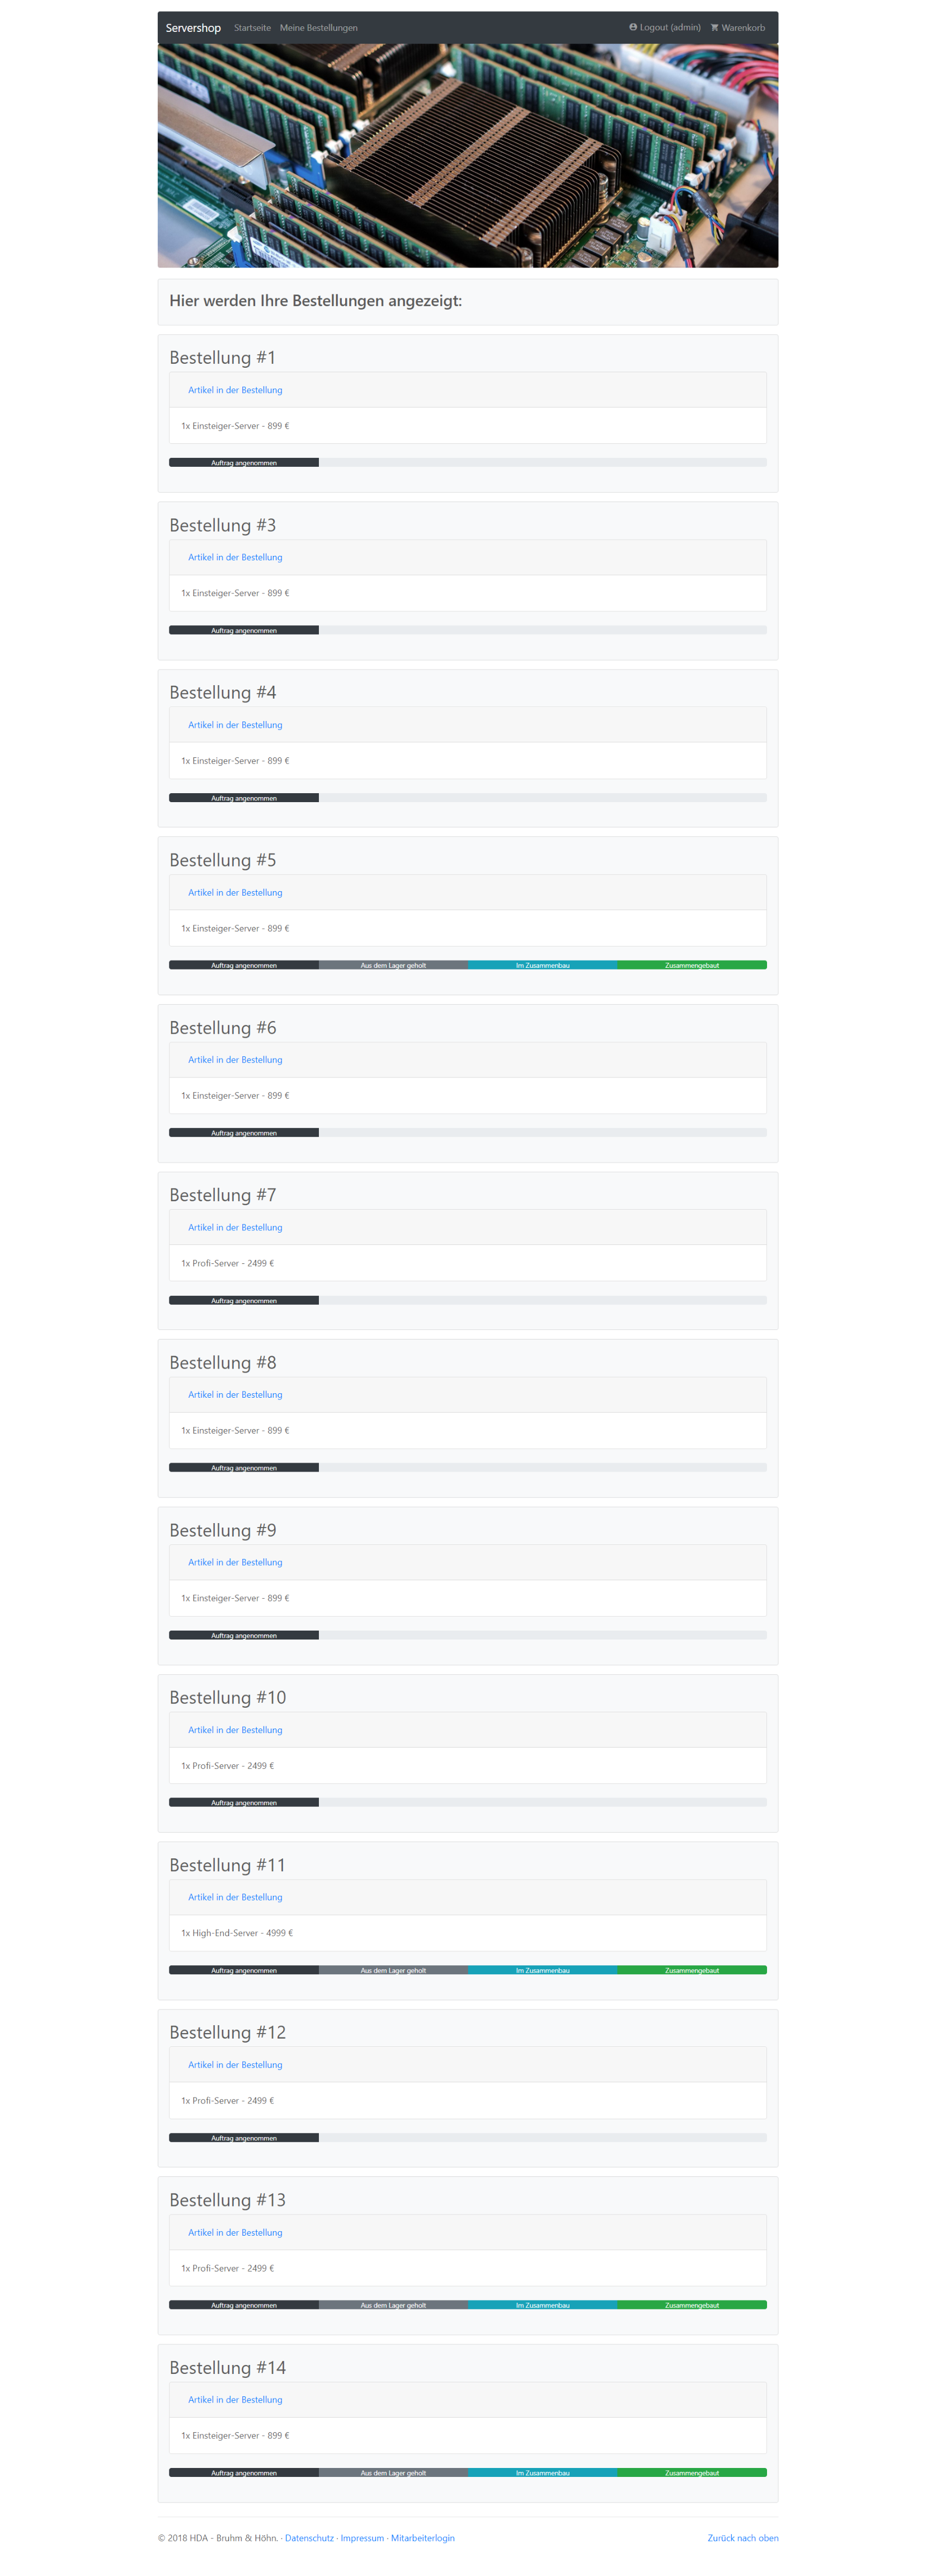 Servershop Startseite Meine Bestellungen Logout (admin) Warenkorb
Hier werden Ihre Bestellungen angezeigt:
Bestellung #1
Artikel in der Bestellung
1x Einsteiger-Server - 899 €
Auftrag angenommen
Bestellung #3
Artikel in der Bestellung
1x Einsteiger-Server - 899 €
Auftrag angenommen
Bestellung #4
Artikel in der Bestellung
1x Einsteiger-Server - 899 €
Auftrag angenommen
Bestellung #5
Artikel in der Bestellung
1x Einsteiger-Server - 899 €
Auftrag angenommen Aus dem Lager geholt Im Zusammenbau Zusammengebaut
Bestellung #6
Artikel in der Bestellung
1x Einsteiger-Server - 899 €
Auftrag angenommen
Bestellung #7
Artikel in der Bestellung
1x Profi-Server - 2499 €
Auftrag angenommen
Bestellung #8
Artikel in der Bestellung
1x Einsteiger-Server - 899 €
Auftrag angenommen
Bestellung #9
Artikel in der Bestellung
1x Einsteiger-Server - 899 €
Auftrag angenommen
Bestellung #10
Artikel in der Bestellung
1x Profi-Server - 2499 €
Auftrag angenommen
Bestellung #11
Artikel in der Bestellung
1x High-End-Server - 4999 €
Auftrag angenommen Aus dem Lager geholt Im Zusammenbau Zusammengebaut
Bestellung #12
Artikel in der Bestellung
1x Profi-Server - 2499 €
Auftrag angenommen
Bestellung #13
Artikel in der Bestellung
1x Profi-Server - 2499 €
Auftrag angenommen Aus dem Lager geholt Im Zusammenbau Zusammengebaut
Bestellung #14
Artikel in der Bestellung
1x Einsteiger-Server - 899 €
Auftrag angenommen Aus dem Lager geholt Im Zusammenbau Zusammengebaut
© 2018 HDA - Bruhm & Höhn. · Datenschutz · Impressum · Mitarbeiterlogin Zurück nach oben